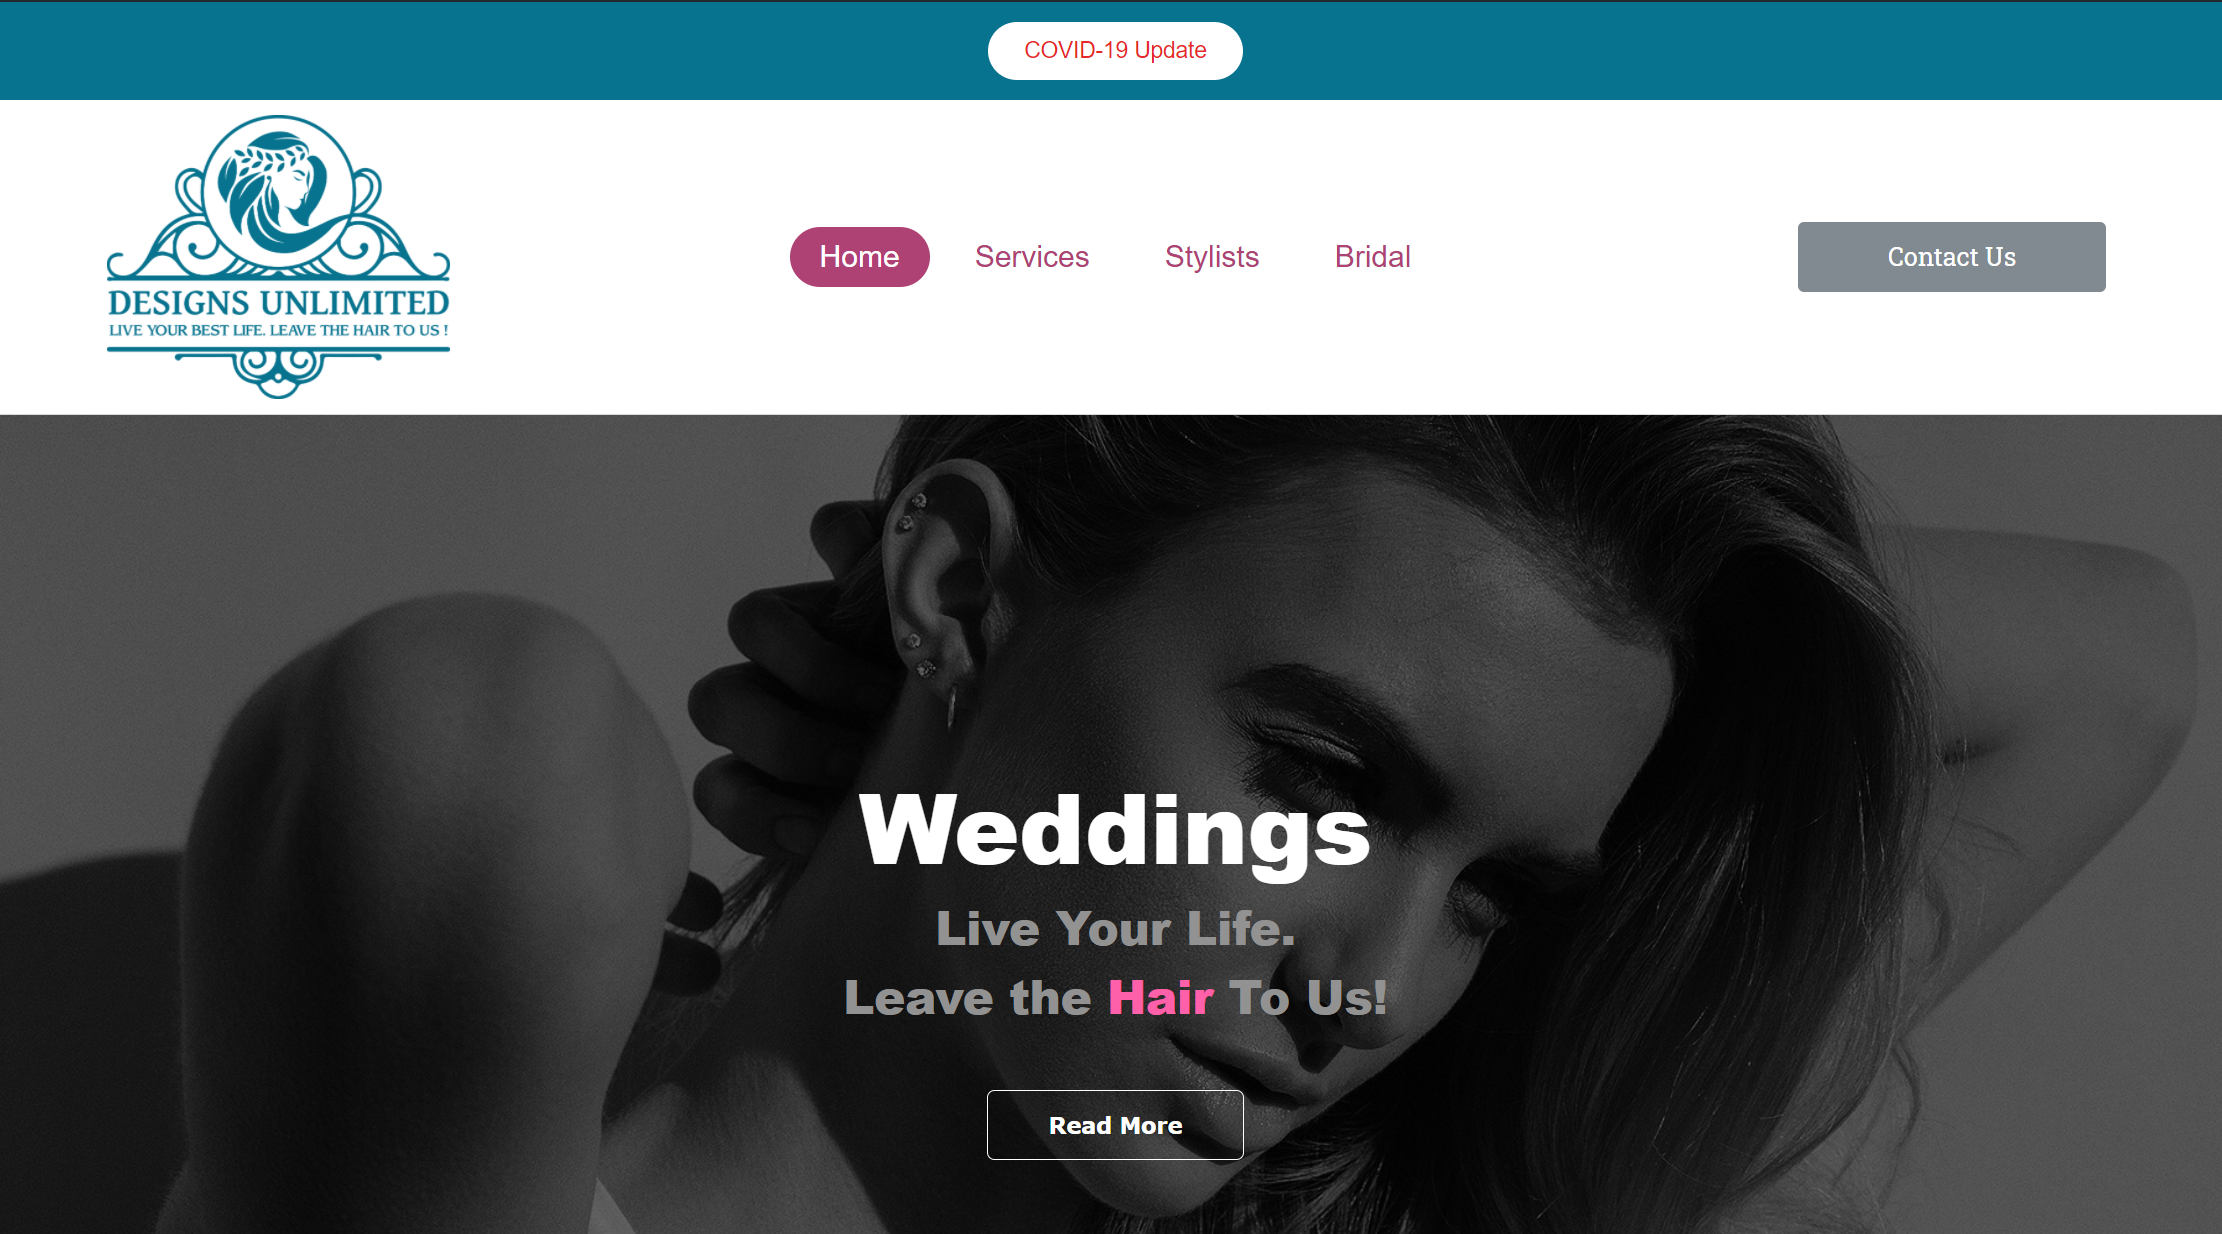 COVID-19 Update
DESIGNS UNLIMITED
LIVE YOUR BEST LIFE. LEAVE THE HAIR TO US !
Home
Services
Stylists
Bridal
Contact Us
Weddings
Live Your Life.
Leave the Hair To Us!
Read More